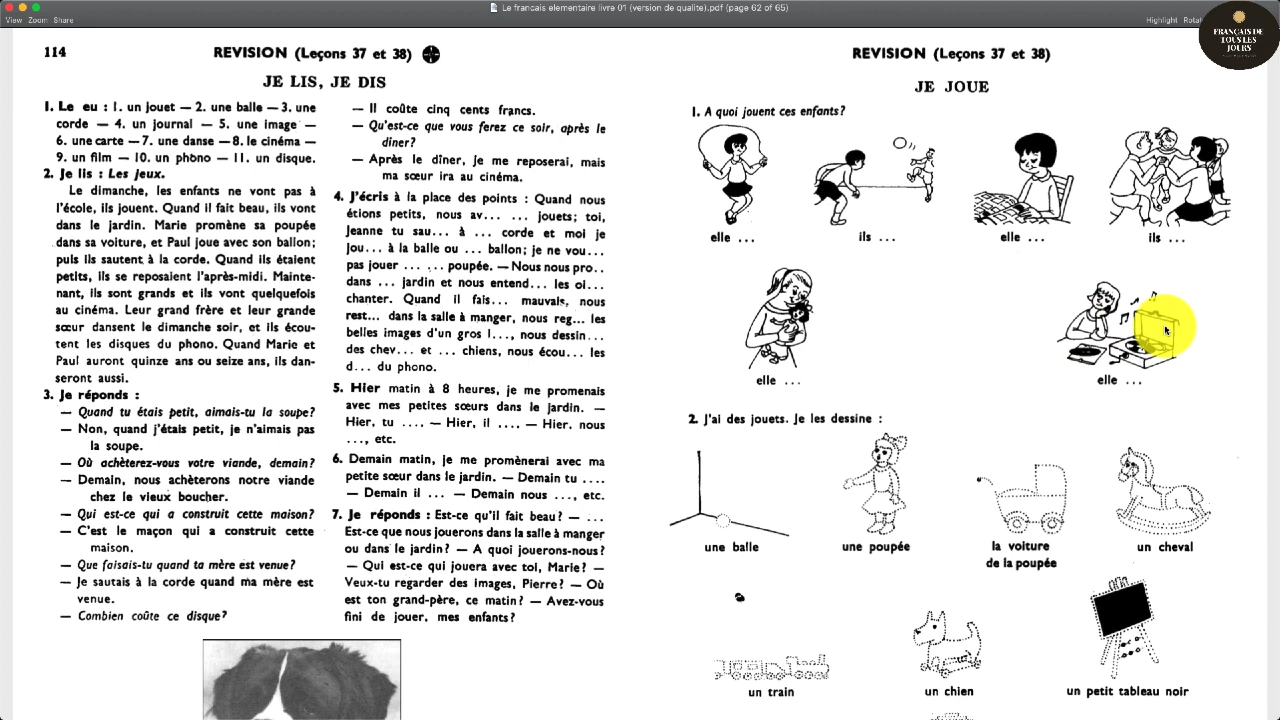 Le francais elementaire livre 01 (version de qualite).pdf (page 62 of 65)
View Zoom Share
Highlight
FRANÇAIS DE
TOUS LES
JOURS
114
REVISION (Leçons 37 et 38)
JE LIS, JE DIS
1. Le eu : 1. un jouet — 2. une balle — 3. une
corde — 4. un journal — 5. une image —
6. une carte — 7. une danse — 8. le cinéma —
9. un film — 10. un phono — 11. un disque.
2. Je lis : Les jeux.
Le dimanche, les enfants ne vont pas à
l'école, ils jouent. Quand il fait beau, ils vont
dans le jardin. Marie promène sa poupée
dans sa voiture, et Paul joue avec son ballon;
puis ils sautent à la corde. Quand ils étaient
petits, ils se reposaient l'après-midi. Mainte-
nant, ils sont grands et ils vont quelquefois
au cinéma. Leur grand frère et leur grande
sœur dansent le dimanche soir, et ils écou-
tent les disques du phono. Quand Marie et
Paul auront quinze ans ou seize ans, ils dan-
seront aussi.
3. Je réponds :
— Quand tu étais petit, aimais-tu la soupe?
— Non, quand j'étais petit, je n'aimais pas
la soupe.
— Où achèterez-vous votre viande, demain?
— Demain, nous achèterons notre viande
chez le vieux boucher.
— Qui est-ce qui a construit cette maison?
— C'est le maçon qui a construit cette
maison.
— Que faisais-tu quand ta mère est venue?
— Je sautais à la corde quand ma mère est
venue.
— Combien coûte ce disque?
— Il coûte cinq cents francs.
— Qu'est-ce que vous ferez ce soir, après le
dîner?
— Après le dîner, je me reposerai, mais
ma sœur ira au cinéma.
4. J'écris à la place des points : Quand nous
étions petits, nous av... ... jouets; toi,
Jeanne tu sau... à ... corde et moi je
jou... à la balle ou ... ballon; je ne vou...
pas jouer ... ... poupée. — Nous nous pro..
dans ... jardin et nous entend... les oi...
chanter. Quand il fais... mauvais, nous
rest... dans la salle à manger, nous reg... les
belles images d'un gros l..., nous dessin...
des chev... et ... chiens, nous écou... les
d... du phono.
5. Hier matin à 8 heures, je me promenais
avec mes petites sœurs dans le jardin. —
Hier, tu .... — Hier, il .... — Hier, nous
..., etc.
6. Demain matin, je me promènerai avec ma
petite sœur dans le jardin. — Demain tu ....
— Demain il ... — Demain nous ..., etc.
7. Je réponds : Est-ce qu'il fait beau? — ...
Est-ce que nous jouerons dans la salle à manger
ou dans le jardin? — A quoi jouerons-nous?
— Qui est-ce qui jouera avec toi, Marie? —
Veux-tu regarder des images, Pierre? — Où
est ton grand-père, ce matin? — Avez-vous
fini de jouer, mes enfants?
REVISION (Leçons 37 et 38)
JE JOUE
1. A quoi jouent ces enfants?
elle ...
ils ...
elle ...
ils ...
elle ...
elle ...
2. J'ai des jouets. Je les dessine :
une balle
une poupée
la voiture
de la poupée
un cheval
un train
un chien
un petit tableau noir